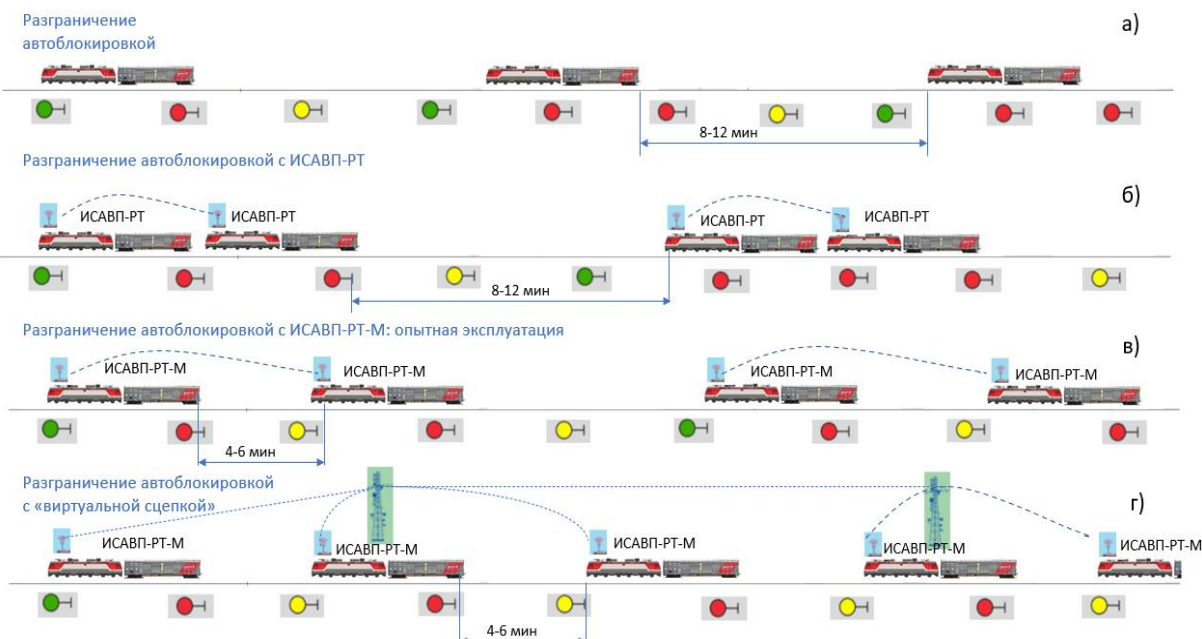 Разграничение
автоблокировкой
а)
8-12 мин
Разграничение автоблокировкой с ИСАВП-РТ
б)
ИСАВП-РТ ИСАВП-РТ ИСАВП-РТ ИСАВП-РТ
8-12 мин
Разграничение автоблокировкой с ИСАВП-РТ-М: опытная эксплуатация
в)
ИСАВП-РТ-М ИСАВП-РТ-М ИСАВП-РТ-М ИСАВП-РТ-М
4-6 мин
Разграничение автоблокировкой
с «виртуальной сцепкой»
г)
ИСАВП-РТ-М ИСАВП-РТ-М ИСАВП-РТ-М ИСАВП-РТ-М ИСАВП-РТ-М
4-6 мин